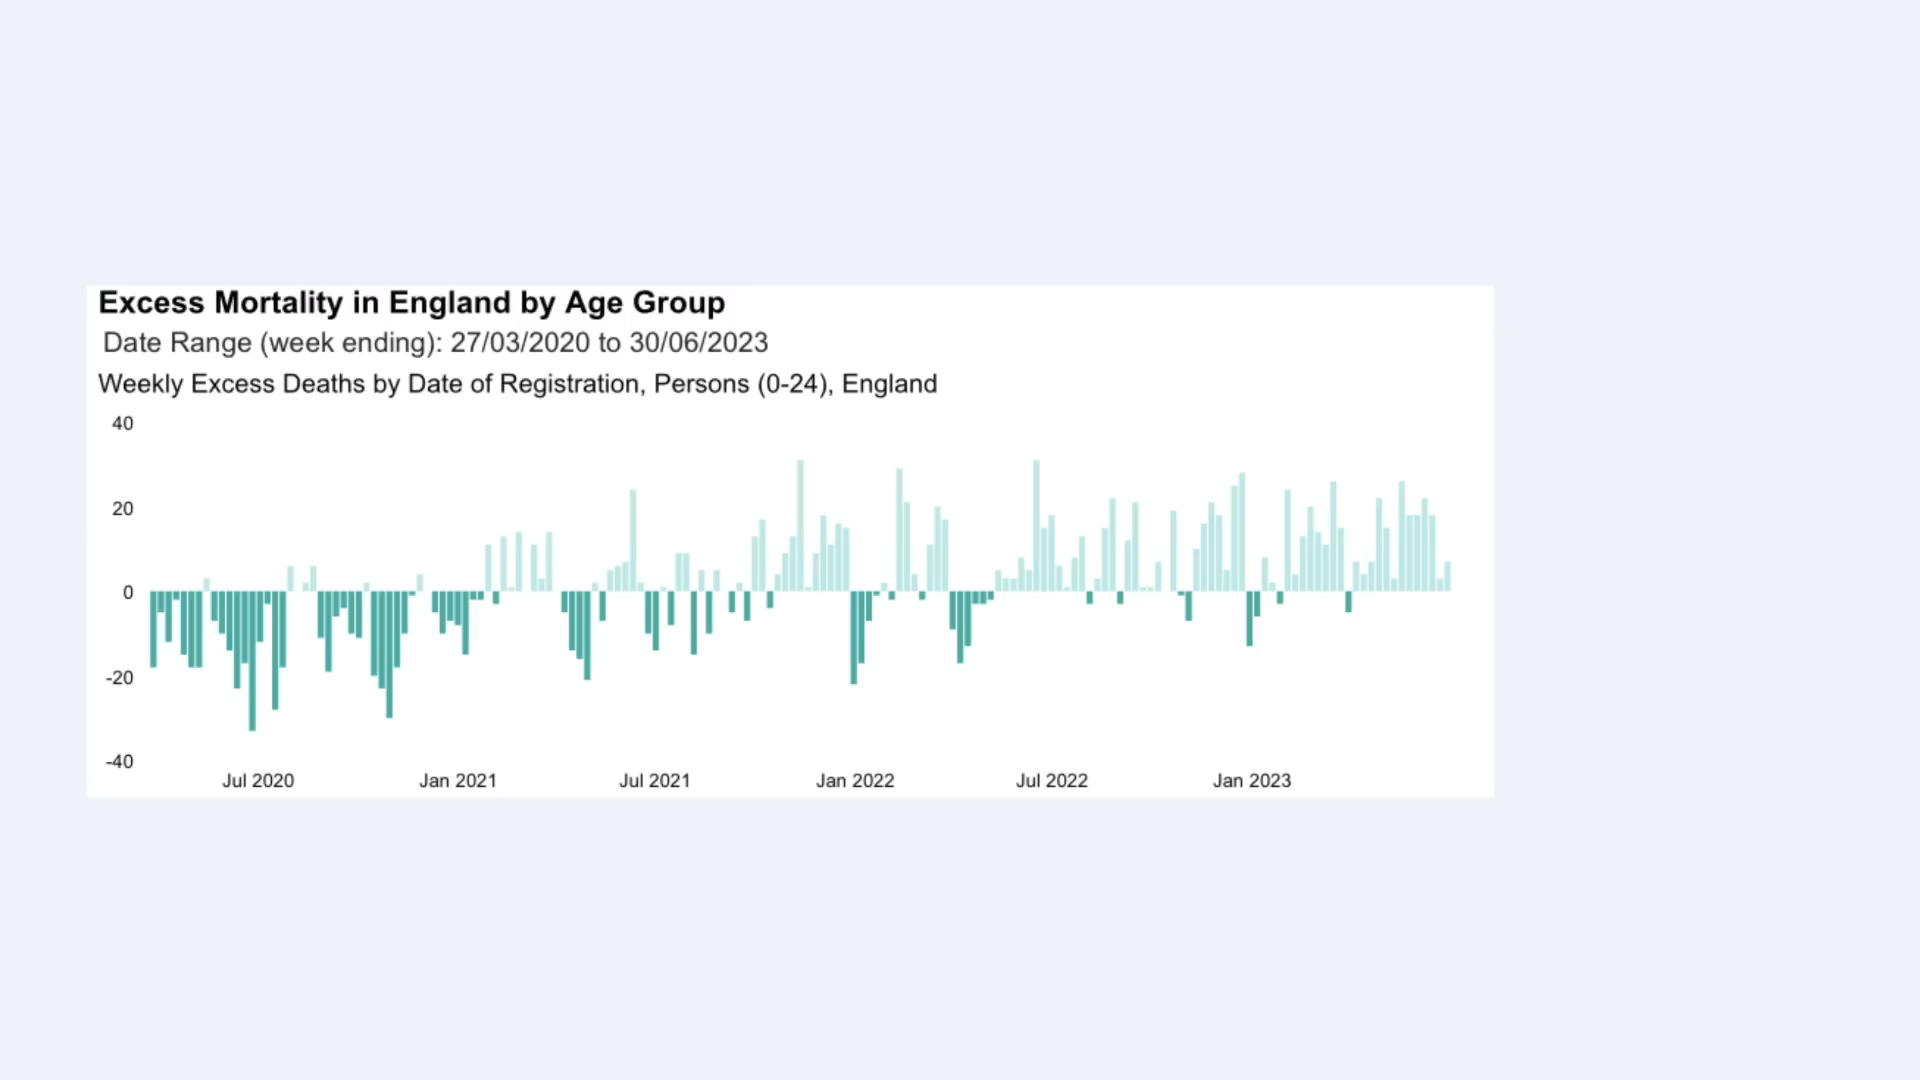 Excess Mortality in England by Age Group
Date Range (week ending): 27/03/2020 to 30/06/2023
Weekly Excess Deaths by Date of Registration, Persons (0-24), England
40
20
0
-20
-40
Jul 2020 Jan 2021 Jul 2021 Jan 2022 Jul 2022 Jan 2023